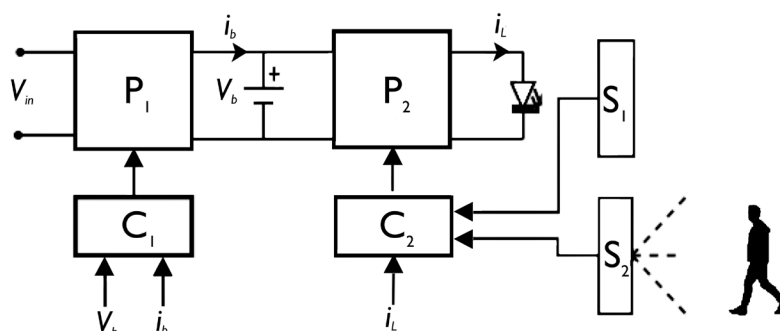 i_b
i_L
V_in
P_1
V_b
+
P_2
S_1
C_1
C_2
S_2
V_b
i_b
i_L